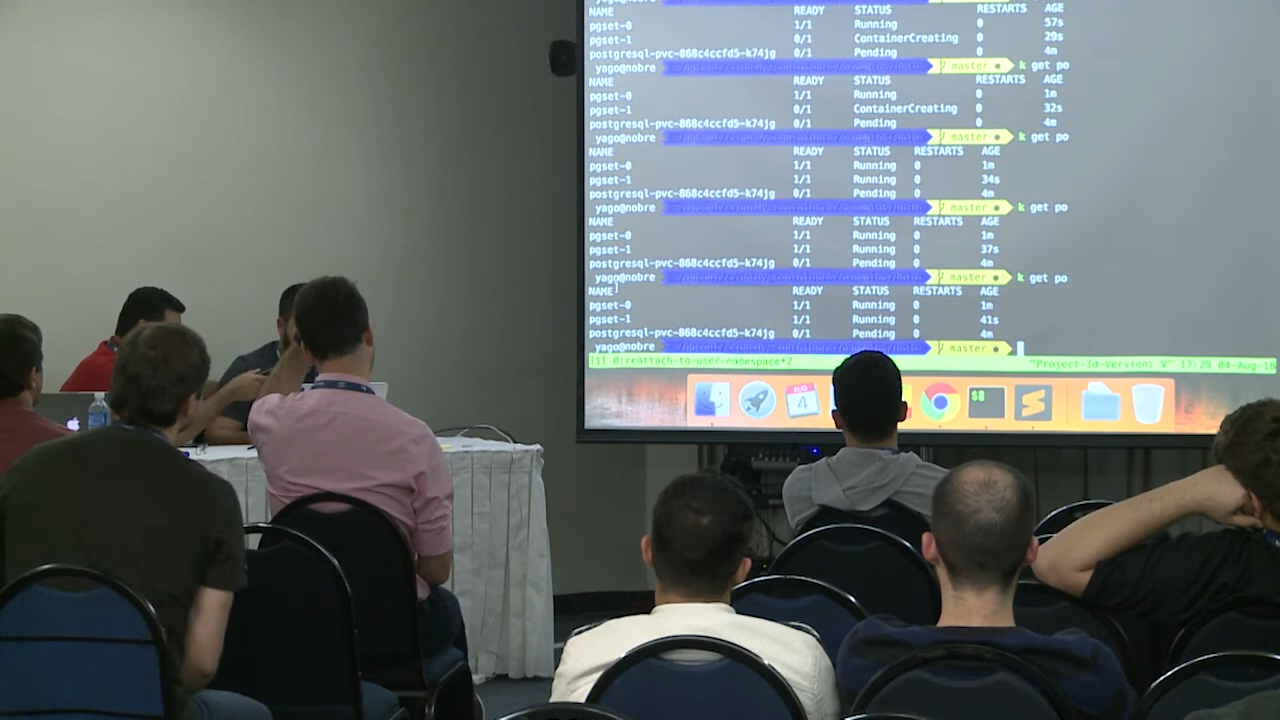 yago@nobre
NAME READY STATUS RESTARTS AGE
pgset-0 1/1 Running 0 57s
pgset-1 0/1 ContainerCreating 0 29s
postgresql-pvc-868c4ccfd5-k74jg 0/1 Pending 0 4m
yago@nobre master ● k get po
NAME READY STATUS RESTARTS AGE
pgset-0 1/1 Running 0 1m
pgset-1 0/1 ContainerCreating 0 32s
postgresql-pvc-868c4ccfd5-k74jg 0/1 Pending 0 4m
yago@nobre master ● k get po
NAME READY STATUS RESTARTS AGE
pgset-0 1/1 Running 0 1m
pgset-1 1/1 Running 0 34s
postgresql-pvc-868c4ccfd5-k74jg 0/1 Pending 0 4m
yago@nobre master ● k get po
NAME READY STATUS RESTARTS AGE
pgset-0 1/1 Running 0 1m
pgset-1 1/1 Running 0 37s
postgresql-pvc-868c4ccfd5-k74jg 0/1 Pending 0 4m
yago@nobre master ● k get po
NAME READY STATUS RESTARTS AGE
pgset-0 1/1 Running 0 1m
pgset-1 1/1 Running 0 41s
postgresql-pvc-868c4ccfd5-k74jg 0/1 Pending 0 4m
yago@nobre master ●
[1] 0:reattach-to-user-namespace*Z "Project-Id-Version: V" 17:29 04-Aug-18
AUG
4
$